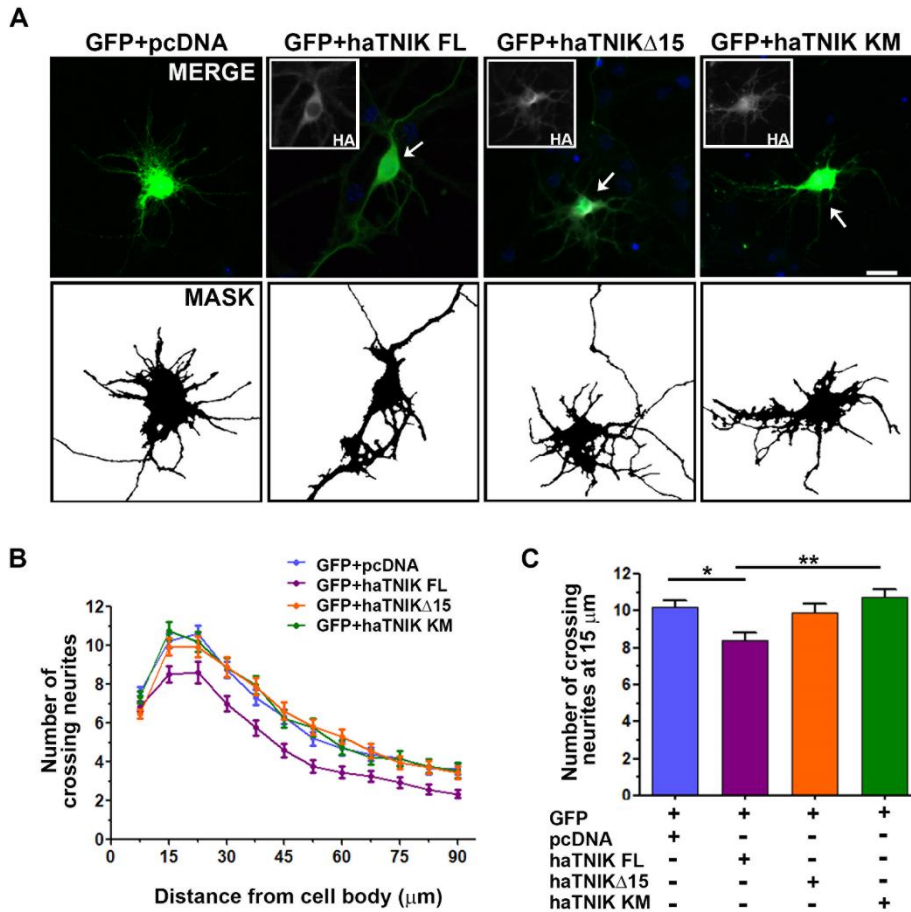 A
GFP+pcDNA GFP+haTNIK FL GFP+haTNIKΔ15 GFP+haTNIK KM
MERGE
HA
HA
HA
MASK
B
GFP+pcDNA
GFP+haTNIK FL
GFP+haTNIKΔ15
GFP+haTNIK KM
Number of
crossing neurites
12
10
8
6
4
2
0
0 15 30 45 60 75 90
Distance from cell body (μm)
C
* **
Number of crossing
neurites at 15 μm
12
10
8
6
4
2
0
GFP + + + +
pcDNA + - - -
haTNIK FL - + - -
haTNIKΔ15 - - + -
haTNIK KM - - - +